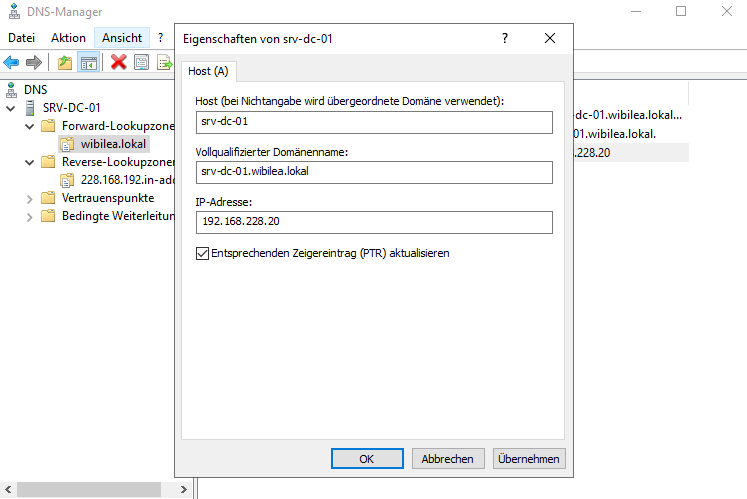 DNS-Manager
Datei Aktion Ansicht ?
DNS
SRV-DC-01
Forward-Lookupzone
wibilea.lokal
Reverse-Lookupzone
228.168.192.in-ad
Vertrauenspunkte
Bedingte Weiterleitu
Eigenschaften von srv-dc-01
?
Host (A)
Host (bei Nichtangabe wird übergeordnete Domäne verwendet):
srv-dc-01
Vollqualifizierter Domänenname:
srv-dc-01.wibilea.lokal
IP-Adresse:
192.168.228.20
Entsprechenden Zeigereintrag (PTR) aktualisieren
OK Abbrechen Übernehmen
dc-01.wibilea.lokal...
01.wibilea.lokal.
.228.20